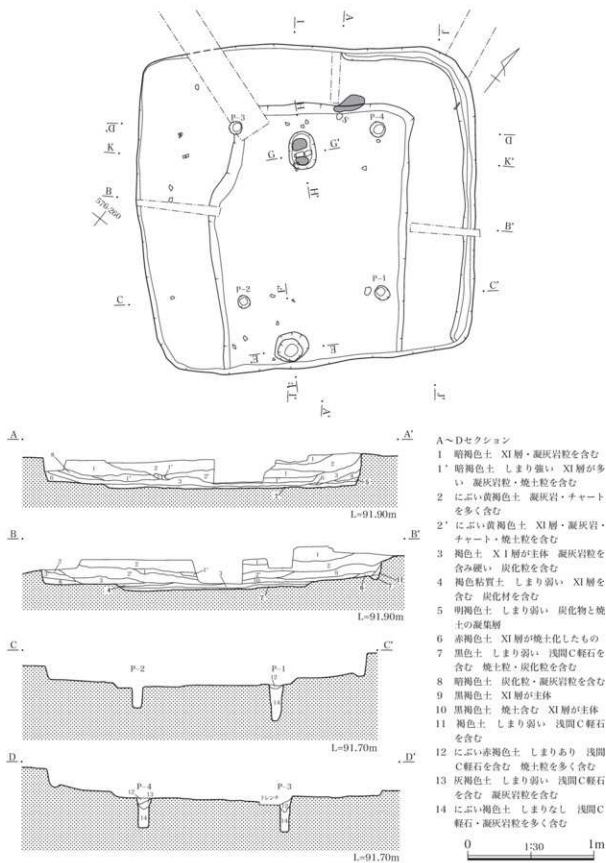 I
A
J
P-3
H
P-4
D'
D
K
G
G'
K'
B
H'
B'
576-260
C
P-2
P-1
C'
E'
E
A'
J'
A
A'
L=91.90m
B
B'
L=91.90m
C
C'
P-2
P-1
12
14
L=91.70m
D
D'
P-4
P-3
12
13
トレンチ
14
14
L=91.70m
A～Dセクション
1 暗褐色土 XI層・凝灰岩粒を含む
1' 暗褐色土 しまり強い XI層が多
い 凝灰岩粒・焼土粒を含む
2 にぶい黄褐色土 凝灰岩・チャート
を多く含む
2' にぶい黄褐色土 XI層・凝灰岩・
チャート・焼土粒を含む
3 褐色土 XI層が主体 凝灰岩粒を
含み硬い 炭化粒を含む
4 褐色粘質土 しまり弱い XI層を
含む 炭化材を含む
5 明褐色土 しまり弱い 炭化物と焼
土の凝集層
6 赤褐色土 XI層が焼土化したもの
7 黒色土 しまり弱い 浅間C軽石を
含む 焼土粒・炭化粒を含む
8 暗褐色土 炭化粒・凝灰岩粒を含む
9 黒褐色土 XI層が主体
10 黒褐色土 焼土含む XI層が主体
11 褐色土 しまり弱い 浅間C軽石
を含む
12 にぶい赤褐色土 しまりあり 浅間
C軽石を含む 焼土粒を多く含む
13 灰褐色土 しまり弱い 浅間C軽石
を含む 凝灰岩粒を含む
14 にぶい褐色土 しまりなし 浅間C
軽石・凝灰岩粒を多く含む
0 1:30 1m